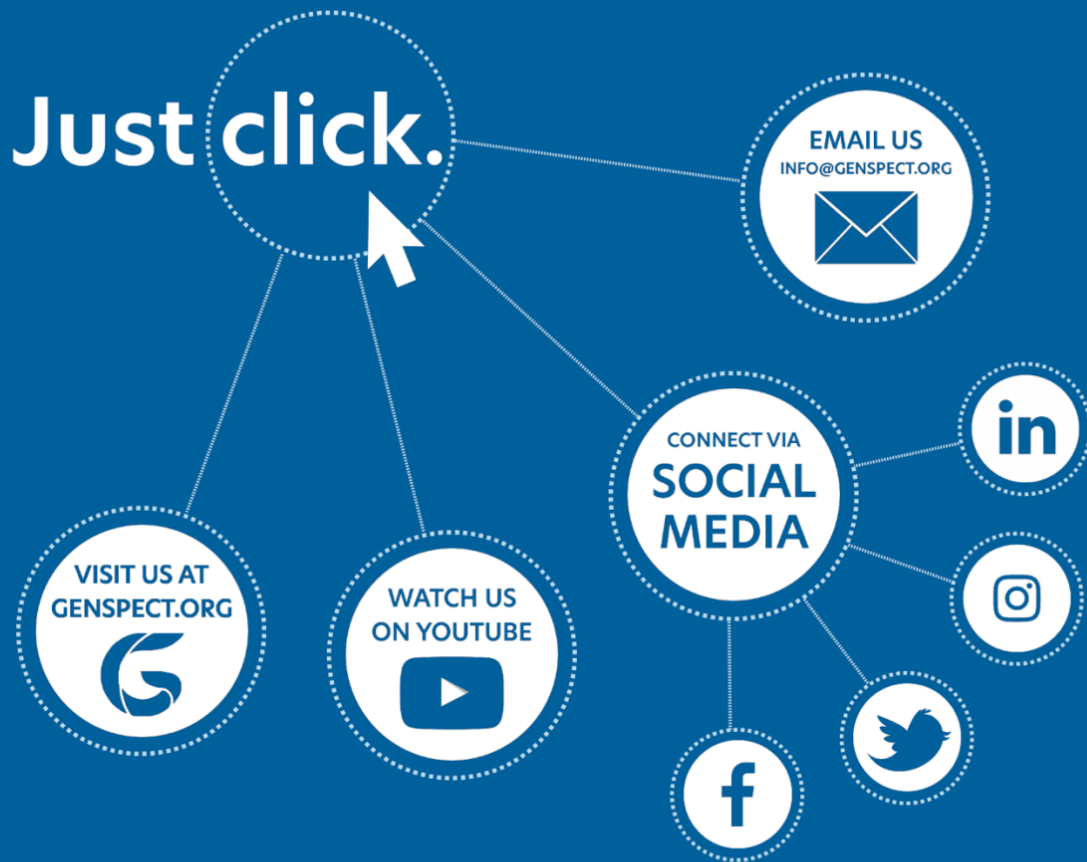 Just click.
EMAIL US
INFO@GENSPECT.ORG
CONNECT VIA
SOCIAL
MEDIA
in
VISIT US AT
GENSPECT.ORG
G
WATCH US
ON YOUTUBE
f